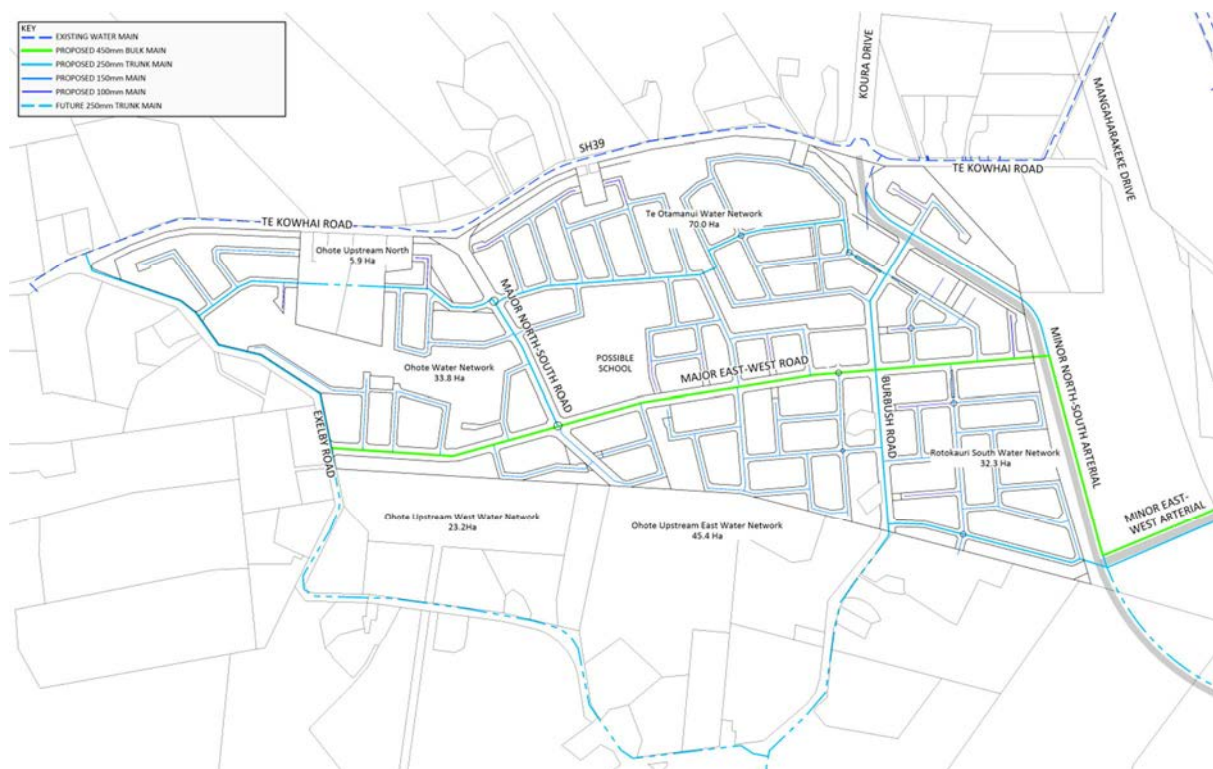 KEY
EXISTING WATER MAIN
PROPOSED 450mm BULK MAIN
PROPOSED 250mm TRUNK MAIN
PROPOSED 150mm MAIN
PROPOSED 100mm MAIN
FUTURE 250mm TRUNK MAIN
KOURA DRIVE
MANGAHARAKEKE DRIVE
SH39
TE KOWHAI ROAD
TE KOWHAI ROAD
Te Otamanui Water Network
70.0 Ha
Ohote Upstream North
5.9 Ha
MAJOR NORTH-SOUTH ROAD
POSSIBLE
SCHOOL
MAJOR EAST-WEST ROAD
MINOR NORTH-SOUTH ARTERIAL
Ohote Water Network
33.8 Ha
EXELBY ROAD
BURBUSH ROAD
Rotokauri South Water Network
32.3 Ha
MINOR EAST-
WEST ARTERIAL
Ohote Upstream West Water Network
23.2Ha
Ohote Upstream East Water Network
45.4 Ha